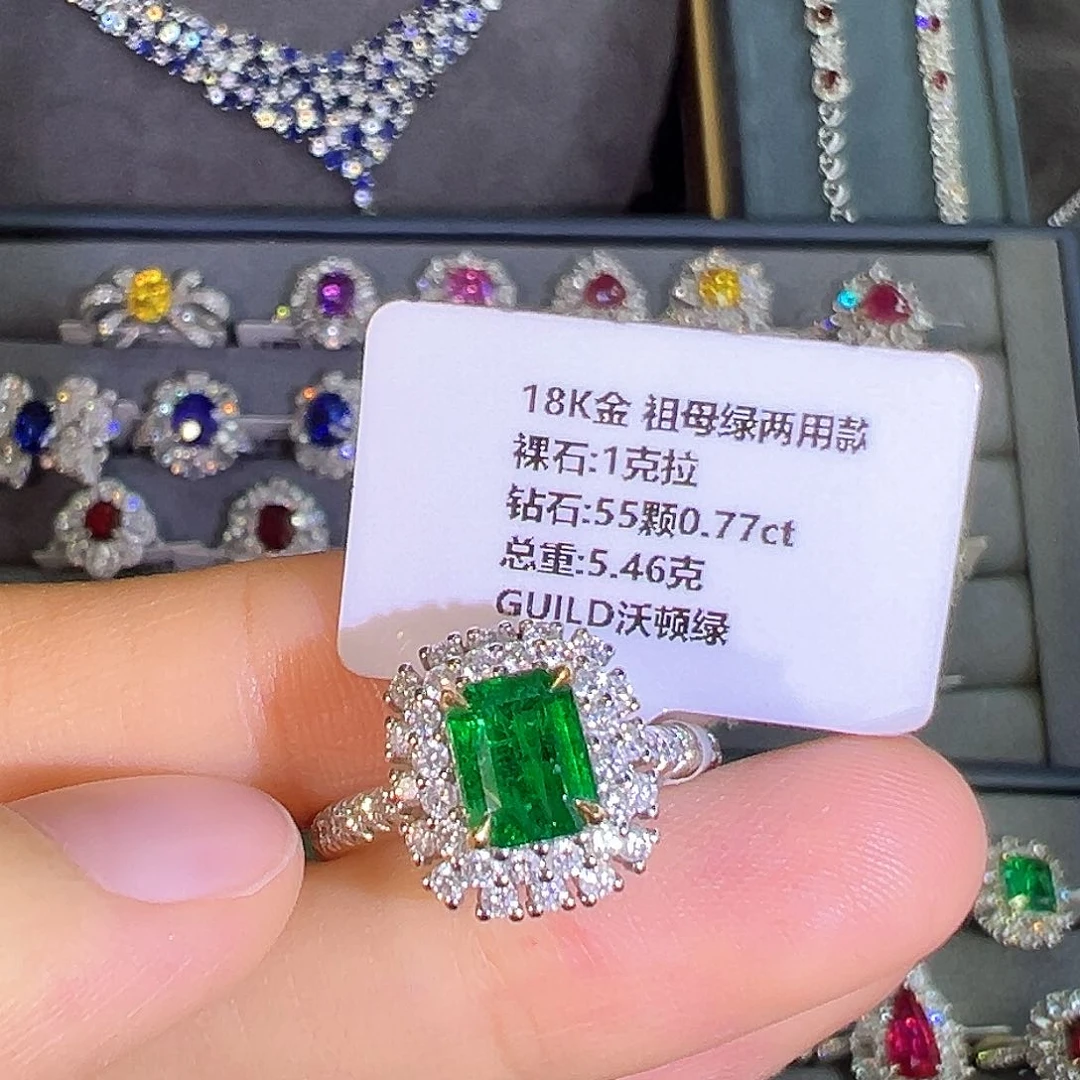 18K金 祖母绿两用款
裸石:1克拉
钻石:55颗0.77ct
总重:5.46克
GUILD沃顿绿